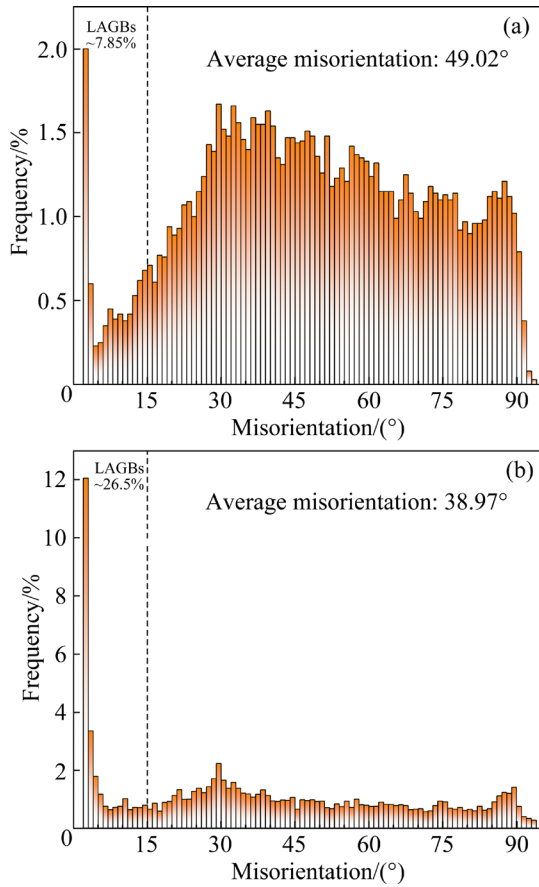 (a)
LAGBs
~7.85%
Average misorientation: 49.02°
2.0
1.5
1.0
0.5
0
Frequency/%
15 30 45 60 75 90
Misorientation/(°)
(b)
LAGBs
~26.5%
Average misorientation: 38.97°
12
10
8
6
4
2
0
Frequency/%
15 30 45 60 75 90
Misorientation/(°)